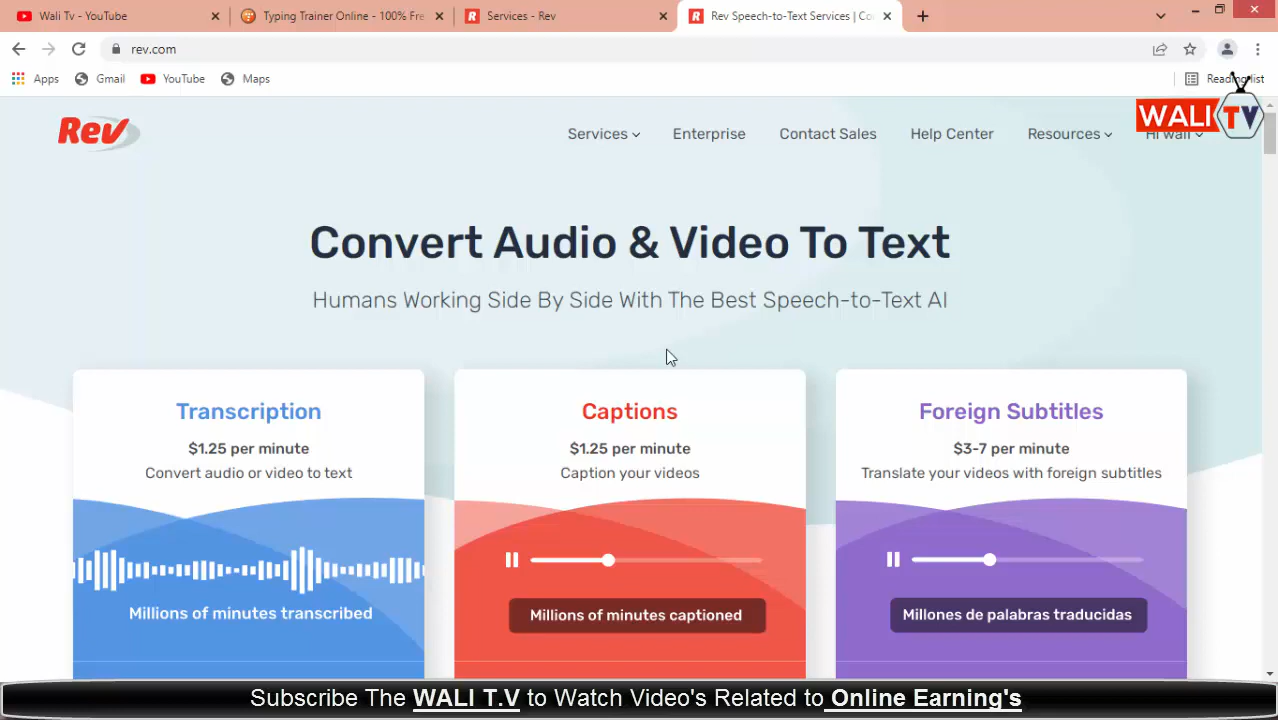 Wali Tv - YouTube
Typing Trainer Online - 100% Fre
Services - Rev
Rev Speech-to-Text Services | Co
rev.com
Apps
Gmail
YouTube
Maps
Reading list
WALI TV
Rev
Services
Enterprise
Contact Sales
Help Center
Resources
Hi wali
Convert Audio & Video To Text
Humans Working Side By Side With The Best Speech-to-Text AI
Transcription
$1.25 per minute
Convert audio or video to text
Millions of minutes transcribed
Captions
$1.25 per minute
Caption your videos
Millions of minutes captioned
Foreign Subtitles
$3-7 per minute
Translate your videos with foreign subtitles
Millones de palabras traducidas
Subscribe The WALI T.V to Watch Video's Related to Online Earning's